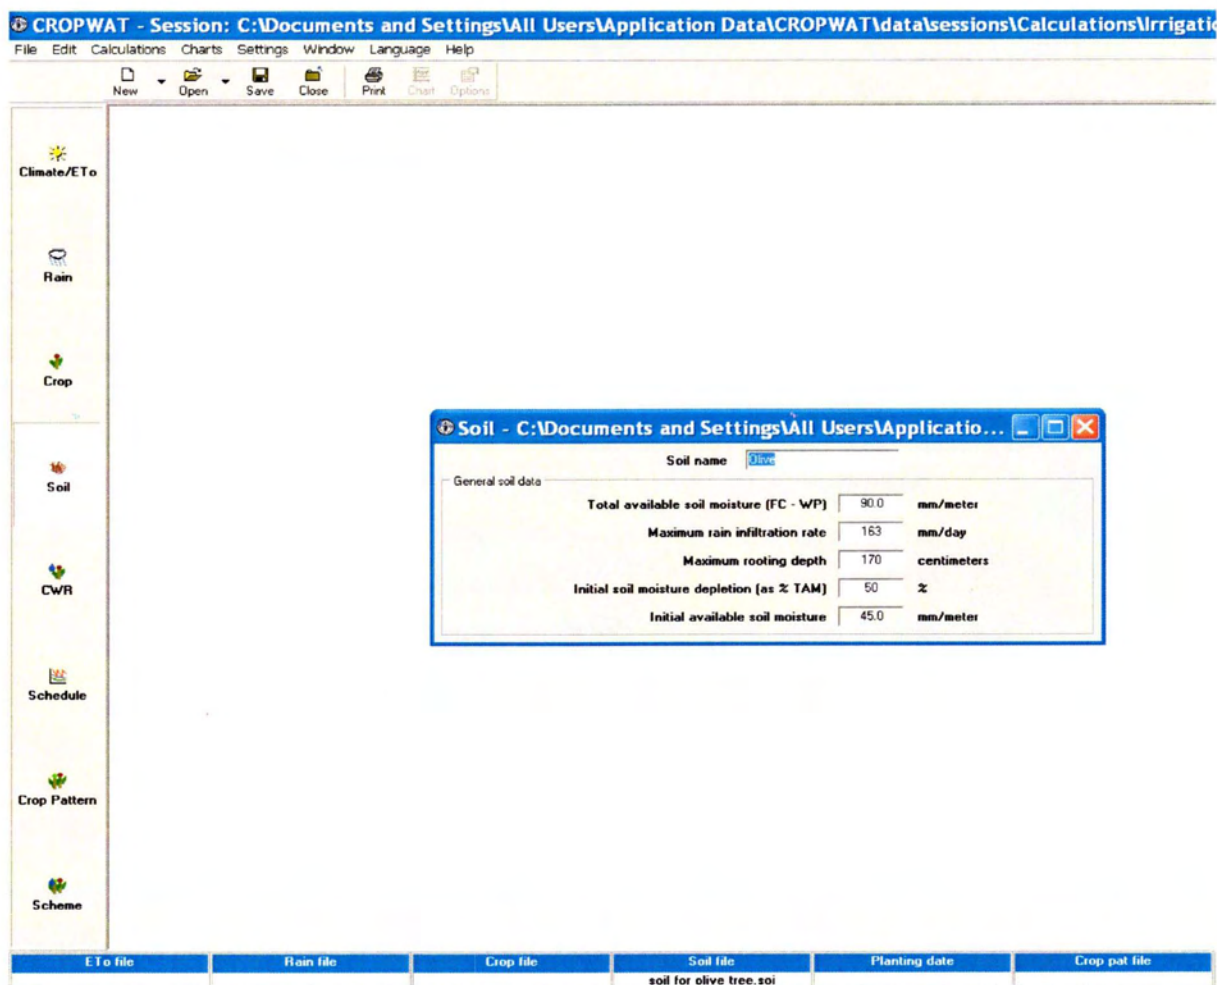 CROPWAT - Session: C:\Documents and Settings\All Users\Application Data\CROPWAT\data\sessions\Calculations\Irrigati
File Edit Calculations Charts Settings Window Language Help
New Open Save Close Print Chart Options
Climate/ETo
Rain
Crop
Soil
CWR
Schedule
Crop Pattern
Scheme
Soil - C:\Documents and Settings\All Users\Applicatio...
Soil name Olive
General soil data
Total available soil moisture (FC - WP) 90.0 mm/meter
Maximum rain infiltration rate 163 mm/day
Maximum rooting depth 170 centimeters
Initial soil moisture depletion (as % TAM) 50 %
Initial available soil moisture 45.0 mm/meter
ETo file Rain file Crop file Soil file Planting date Crop pat file
soil for olive tree.soi